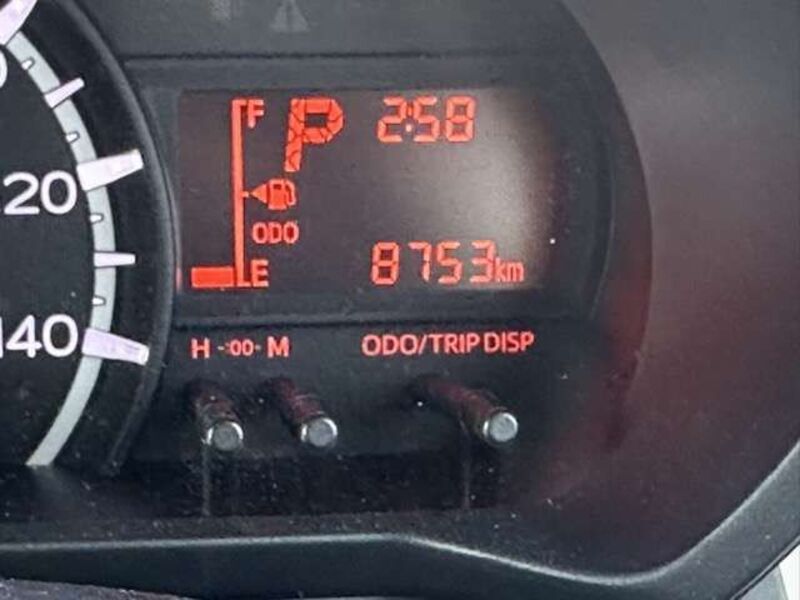 F P 2:58
20
ODO
E 8753km
140
H -:00- M ODO/TRIP DISP